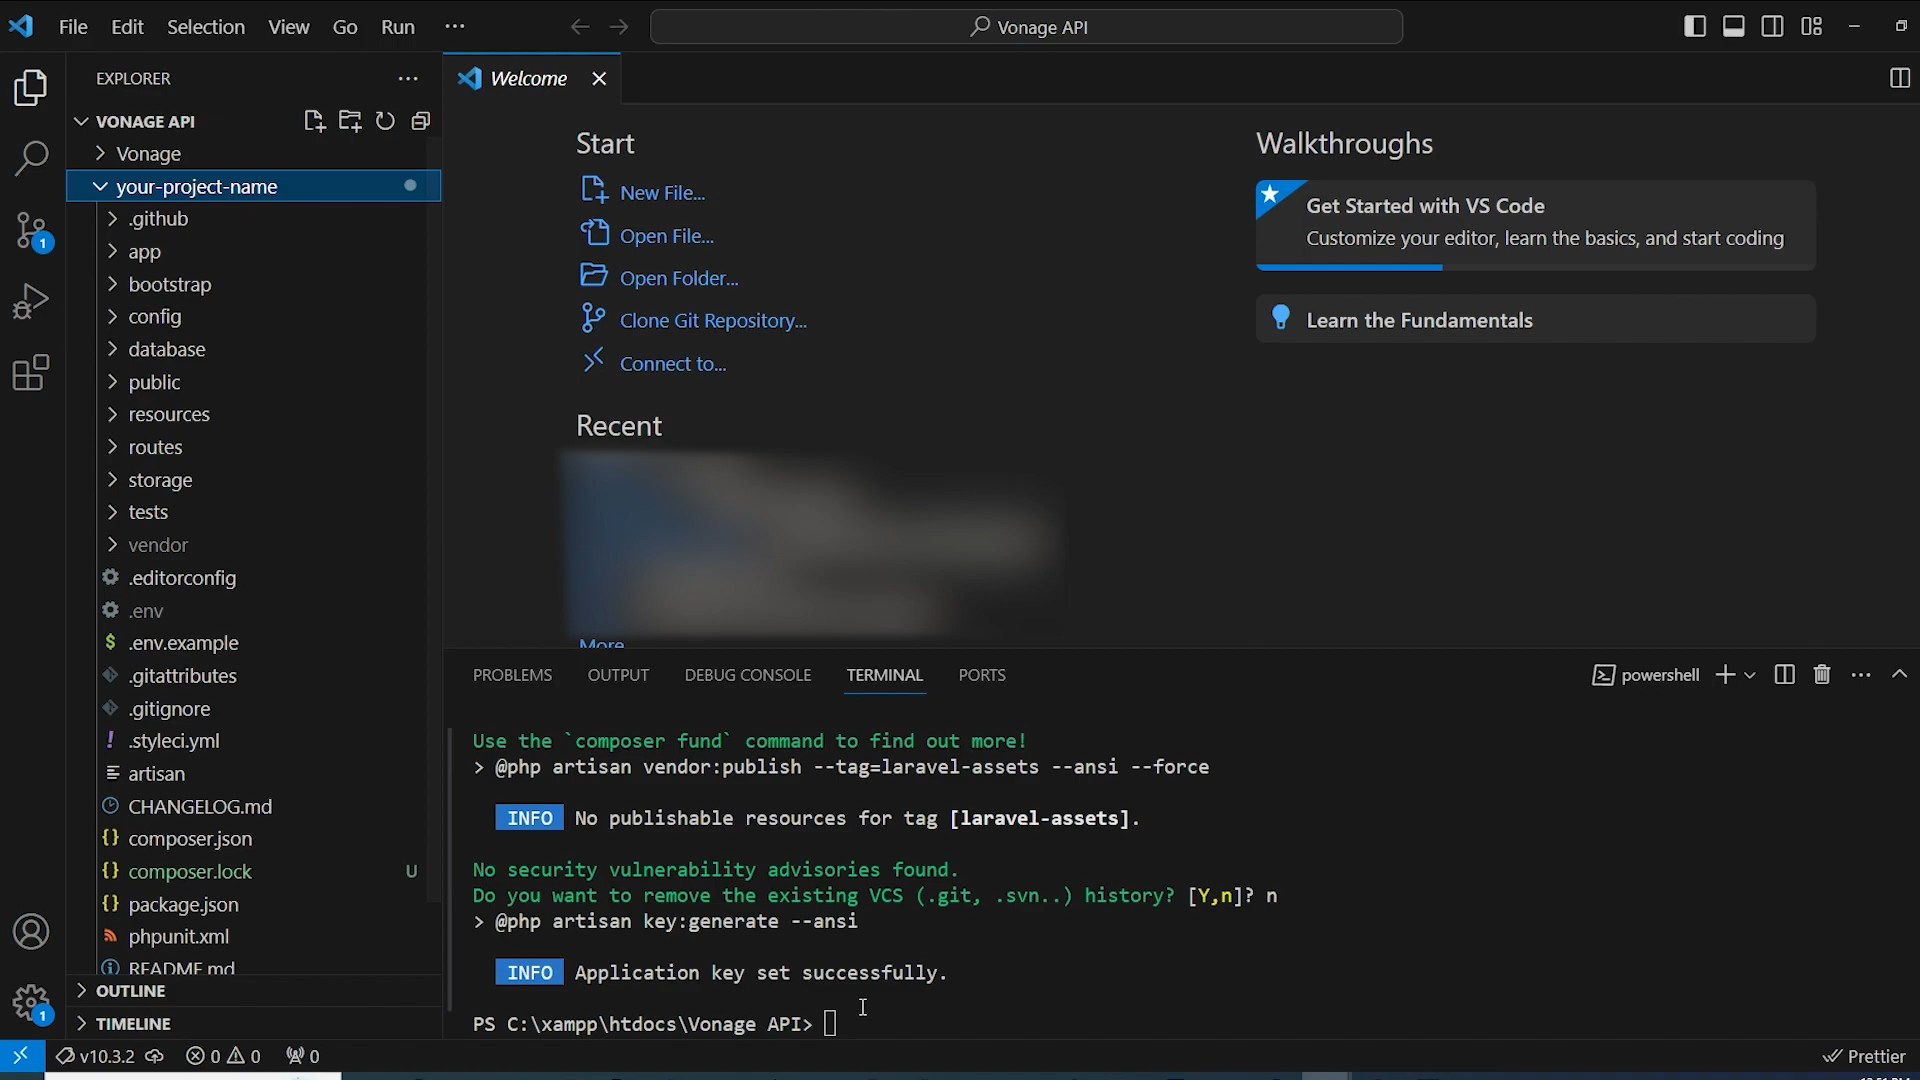 File Edit Selection View Go Run ...
Vonage API
EXPLORER
Welcome
VONAGE API
Vonage
your-project-name
.github
app
bootstrap
config
database
public
resources
routes
storage
tests
vendor
.editorconfig
.env
.env.example
.gitattributes
.gitignore
.styleci.yml
artisan
CHANGELOG.md
composer.json
composer.lock U
package.json
phpunit.xml
README.md
OUTLINE
TIMELINE
1
1
Start
New File...
Open File...
Open Folder...
Clone Git Repository...
Connect to...
Recent
More
Walkthroughs
Get Started with VS Code
Customize your editor, learn the basics, and start coding
Learn the Fundamentals
PROBLEMS OUTPUT DEBUG CONSOLE TERMINAL PORTS
powershell
Use the `composer fund` command to find out more!
> @php artisan vendor:publish --tag=laravel-assets --ansi --force
INFO No publishable resources for tag [laravel-assets].
No security vulnerability advisories found.
Do you want to remove the existing VCS (.git, .svn..) history? [Y,n]? n
> @php artisan key:generate --ansi
INFO Application key set successfully.
PS C:\xampp\htdocs\Vonage API>
v10.3.2 0 0 0 Prettier